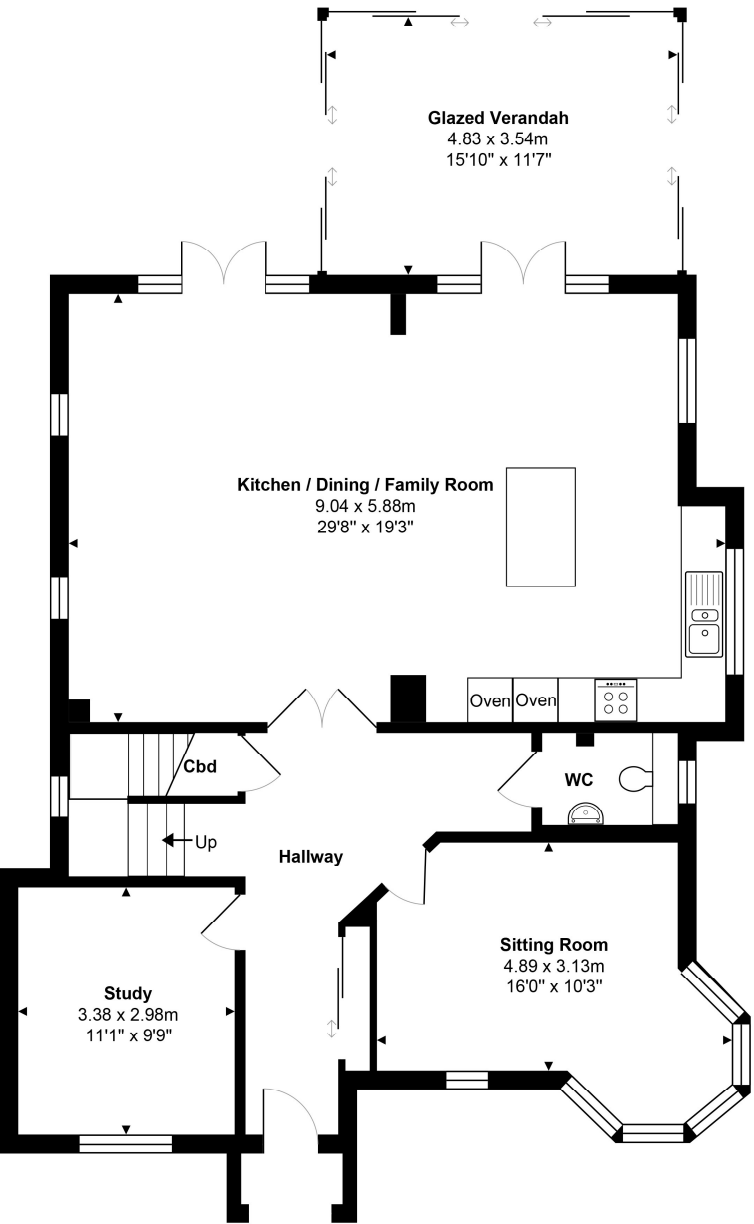 Glazed Verandah
4.83 x 3.54m
15'10" x 11'7"
Kitchen / Dining / Family Room
9.04 x 5.88m
29'8" x 19'3"
Oven Oven
Cbd
WC
Up
Hallway
Sitting Room
4.89 x 3.13m
16'0" x 10'3"
Study
3.38 x 2.98m
11'1" x 9'9"